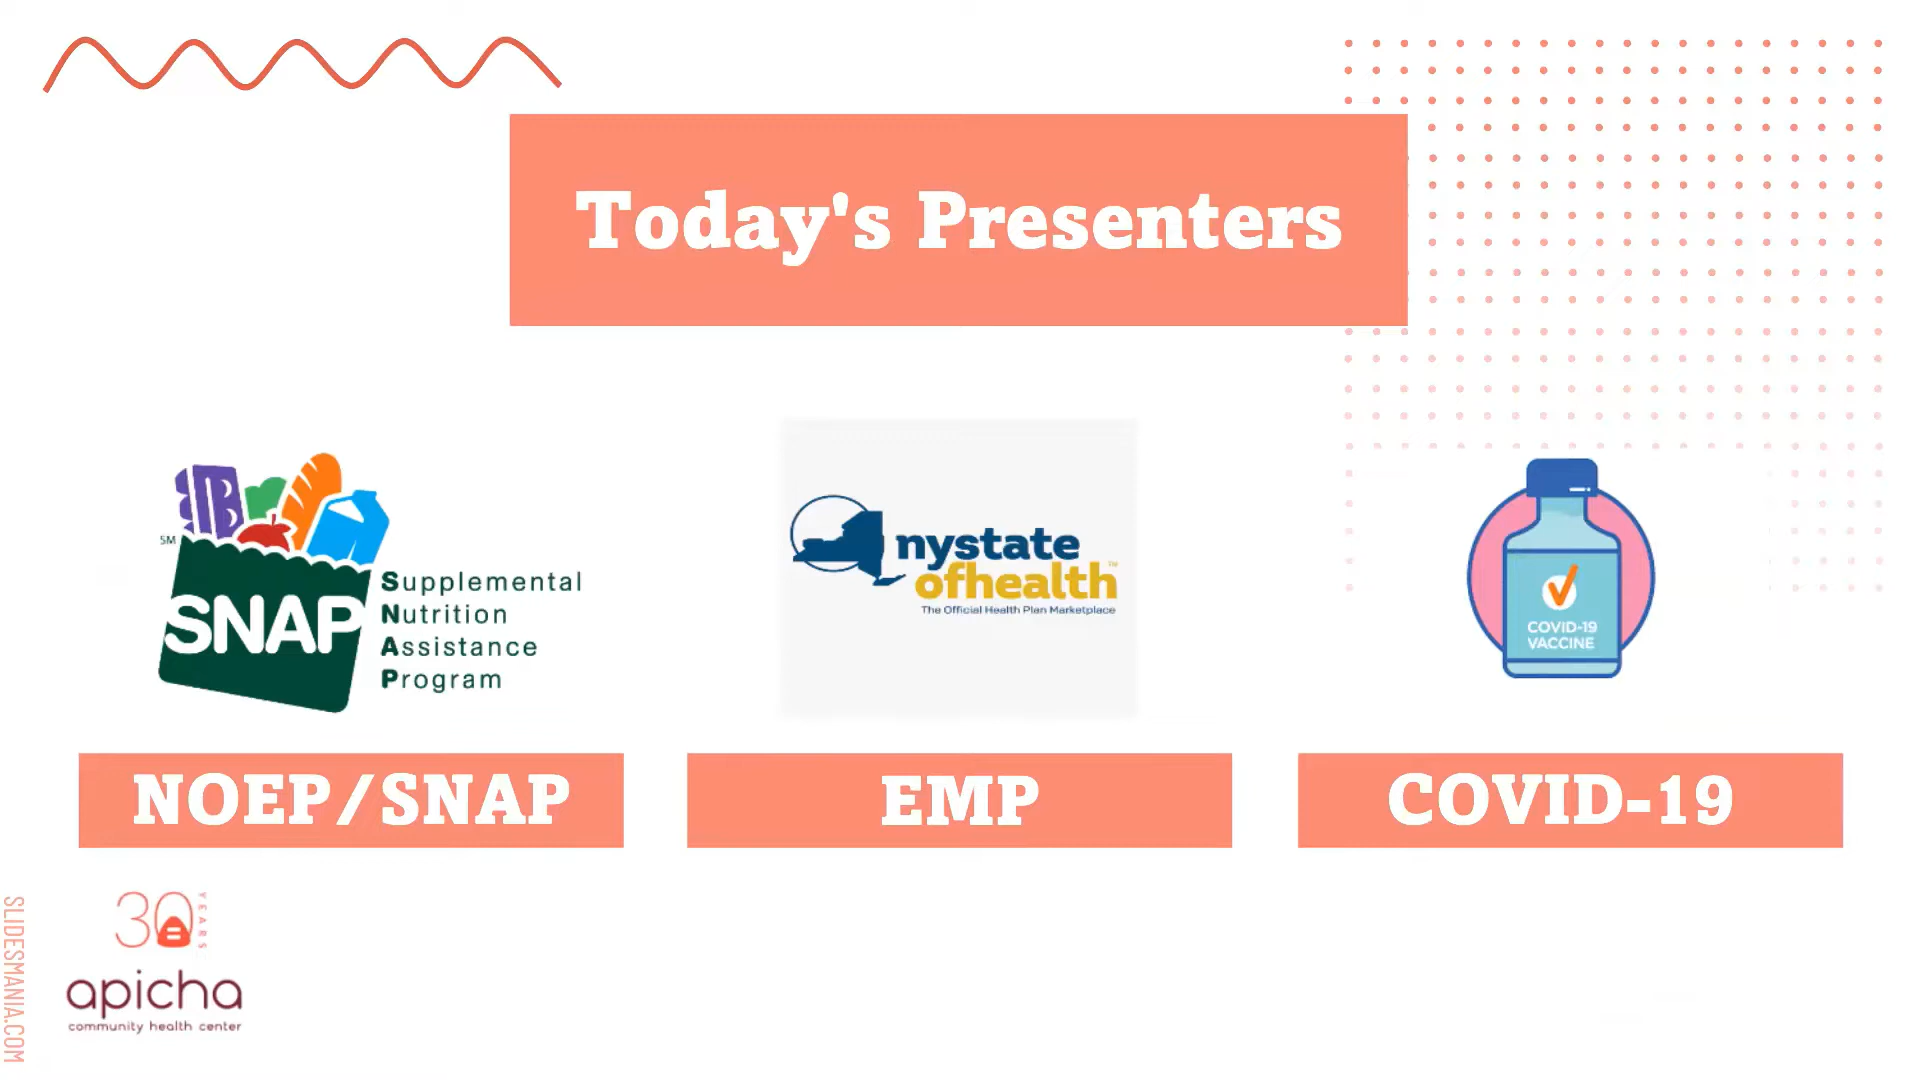 Today's Presenters
SM
SNAP
Supplemental
Nutrition
Assistance
Program
nystate
ofhealth
TM
The Official Health Plan Marketplace
COVID-19
VACCINE
NOEP/SNAP
EMP
COVID-19
30 YEARS
apicha
community health center
SLIDESMANIA.COM